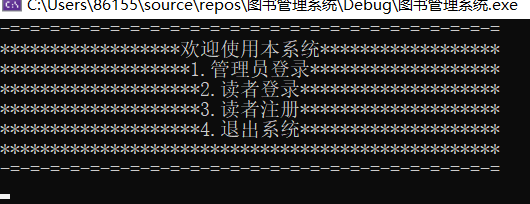 C:\Users\86155\source\repos\图书管理系统\Debug\图书管理系统.exe
-=-=-=-=-=-=-=-=-=-=-=-=-=-=-=-=-=-=-=-=-=-=-=-=-=
******************欢迎使用本系统******************
*******************1.管理员登录*******************
********************2.读者登录********************
********************3.读者注册********************
********************4.退出系统********************
**************************************************
-=-=-=-=-=-=-=-=-=-=-=-=-=-=-=-=-=-=-=-=-=-=-=-=-=